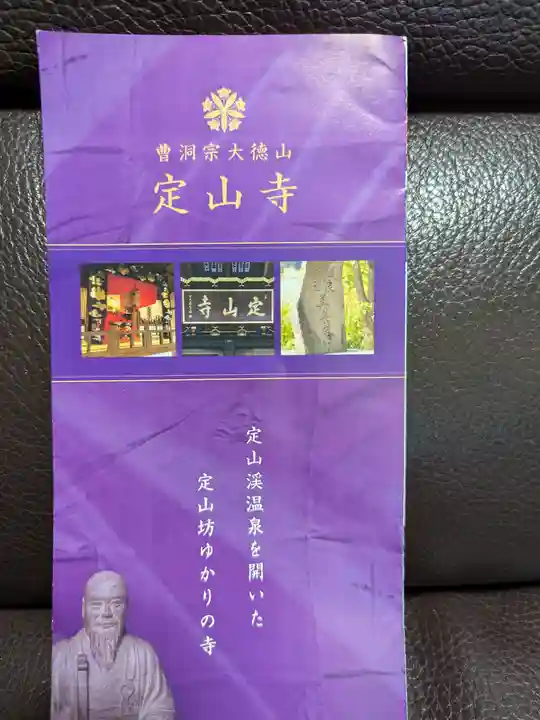 曹洞宗大徳山
定山寺
寺山定
定山渓温泉を開いた
定山坊ゆかりの寺